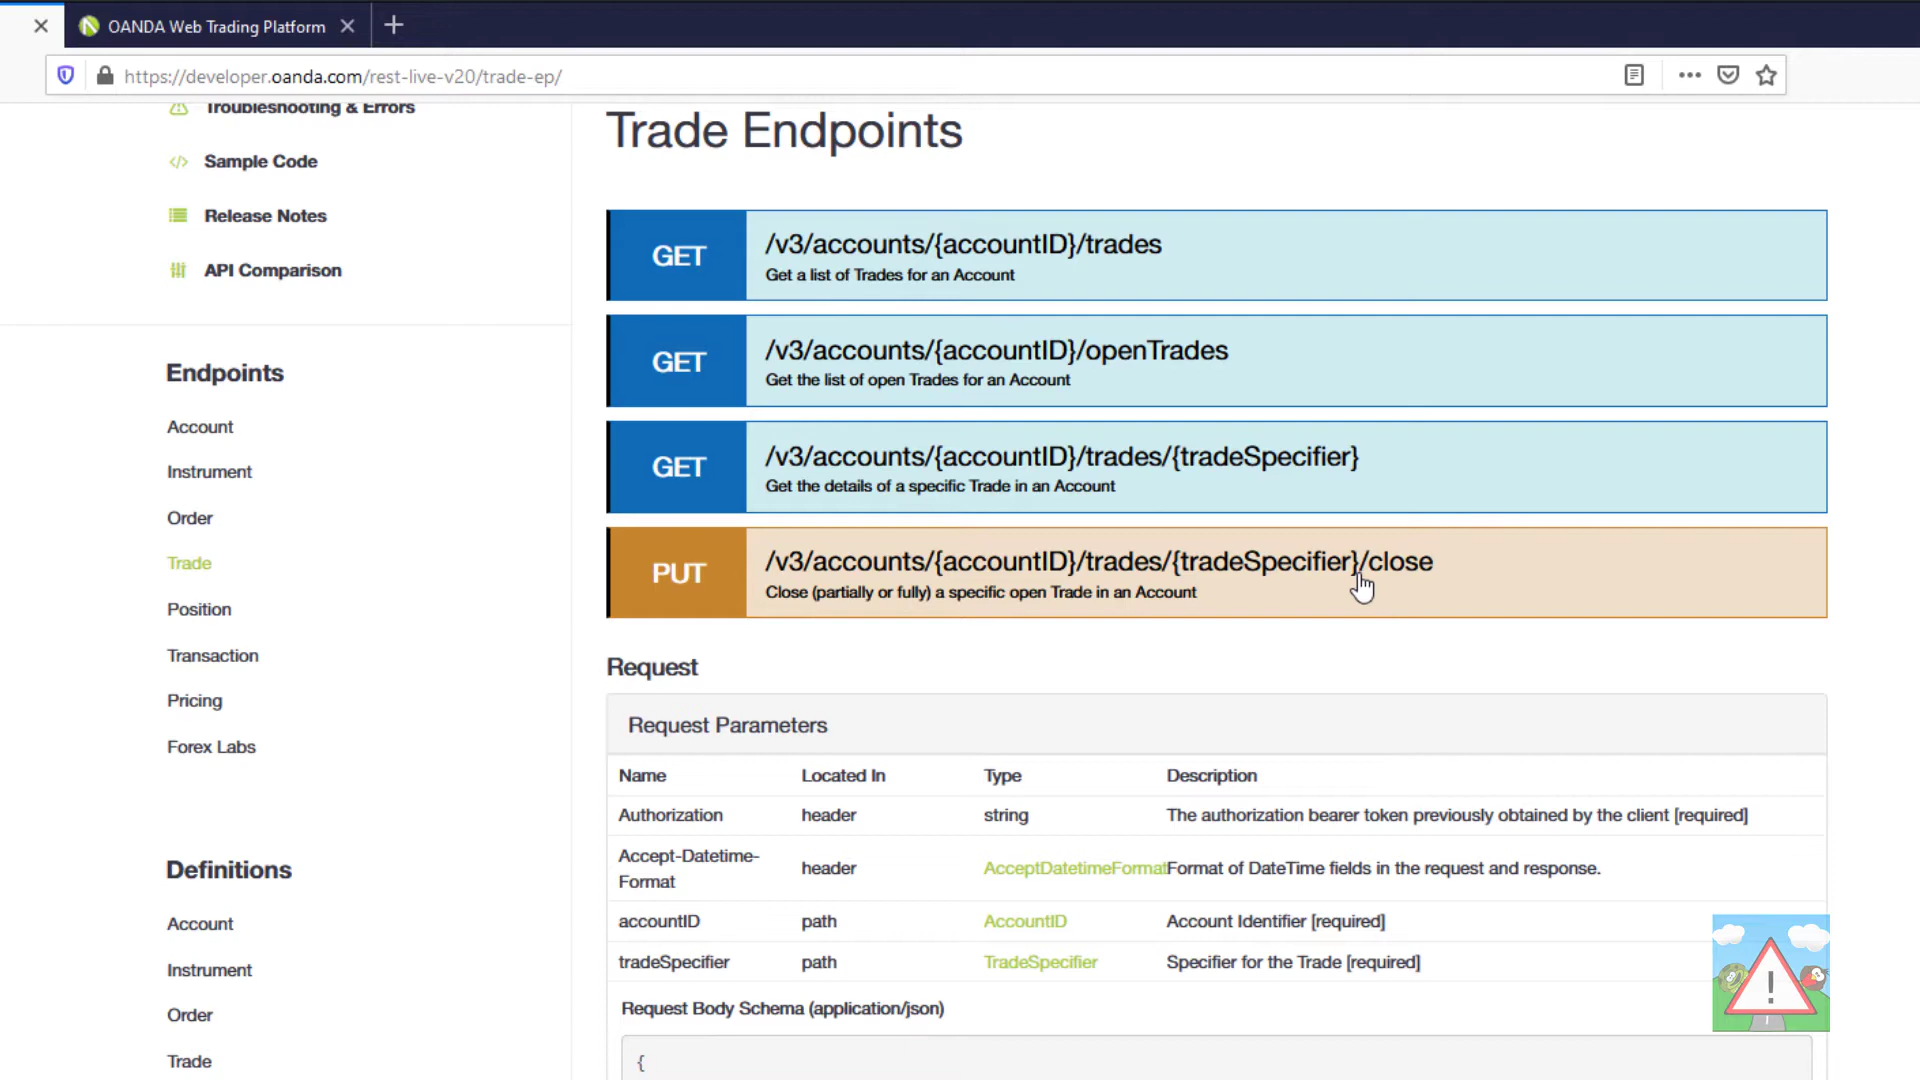 OANDA Web Trading Platform
https://developer.oanda.com/rest-live-v20/trade-ep/
Troubleshooting & Errors
Sample Code
Release Notes
API Comparison
Endpoints
Account
Instrument
Order
Trade
Position
Transaction
Pricing
Forex Labs
Definitions
Account
Instrument
Order
Trade
Trade Endpoints
GET
/v3/accounts/{accountID}/trades
Get a list of Trades for an Account
GET
/v3/accounts/{accountID}/openTrades
Get the list of open Trades for an Account
GET
/v3/accounts/{accountID}/trades/{tradeSpecifier}
Get the details of a specific Trade in an Account
PUT
/v3/accounts/{accountID}/trades/{tradeSpecifier}/close
Close (partially or fully) a specific open Trade in an Account
Request
Request Parameters
Name Located In Type Description
Authorization header string The authorization bearer token previously obtained by the client [required]
Accept-Datetime-
Format header AcceptDatetimeFormat Format of DateTime fields in the request and response.
accountID path AccountID Account Identifier [required]
tradeSpecifier path TradeSpecifier Specifier for the Trade [required]
Request Body Schema (application/json)
{